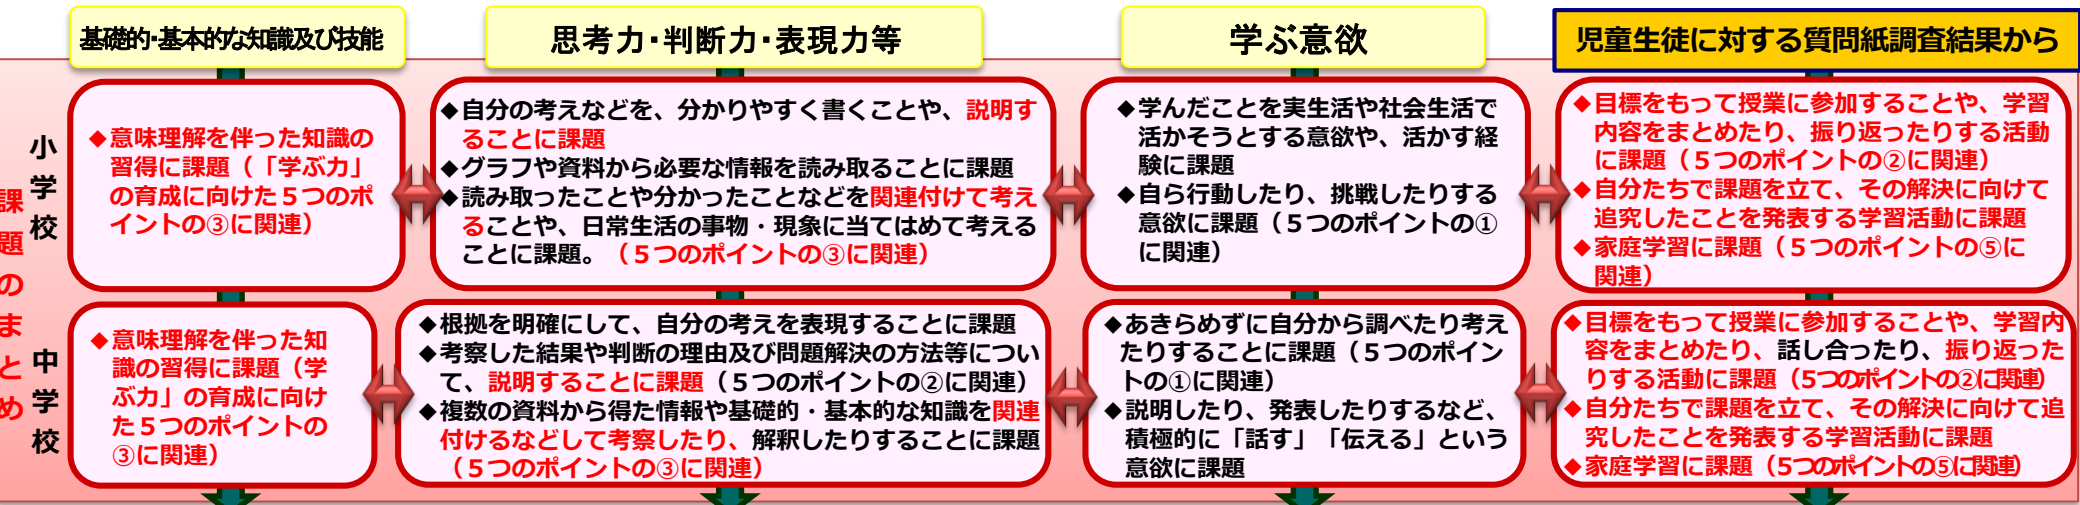 基礎的・基本的な知識及び技能
思考力・判断力・表現力等
学ぶ意欲
児童生徒に対する質問紙調査結果から
課題のまとめ
小学校
◆意味理解を伴った知識の
習得に課題（「学ぶ力」
の育成に向けた５つのポ
イントの③に関連）
◆自分の考えなどを、分かりやすく書くことや、説明す
ることに課題
◆グラフや資料から必要な情報を読み取ることに課題
◆読み取ったことや分かったことなどを関連付けて考え
ることや、日常生活の事物・現象に当てはめて考える
ことに課題。（５つのポイントの③に関連）
◆学んだことを実生活や社会生活で
活かそうとする意欲や、活かす経
験に課題
◆自ら行動したり、挑戦したりする
意欲に課題（５つのポイントの①
に関連）
◆目標をもって授業に参加することや、学習
内容をまとめたり、振り返ったりする活動
に課題（５つのポイントの②に関連）
◆自分たちで課題を立て、その解決に向けて
追究したことを発表する学習活動に課題
◆家庭学習に課題（５つのポイントの⑤に
関連）
中学校
◆意味理解を伴った知
識の習得に課題（学
ぶ力」の育成に向け
た５つのポイントの
③に関連）
◆根拠を明確にして、自分の考えを表現することに課題
◆考察した結果や判断の理由及び問題解決の方法等につい
て、説明することに課題（５つのポイントの②に関連）
◆複数の資料から得た情報や基礎的・基本的な知識を関連
付けるなどして考察したり、解釈したりすることに課題
（５つのポイントの③に関連）
◆あきらめずに自分から調べたり考え
たりすることに課題（５つのポイン
トの①に関連）
◆説明したり、発表したりするなど、
積極的に「話す」「伝える」という
意欲に課題
◆目標をもって授業に参加することや、学習内
容をまとめたり、話し合ったり、振り返った
りする活動に課題（5つのポイントの②に関連）
◆自分たちで課題を立て、その解決に向けて追
究したことを発表する学習活動に課題
◆家庭学習に課題（5つのポイントの⑤に関連）